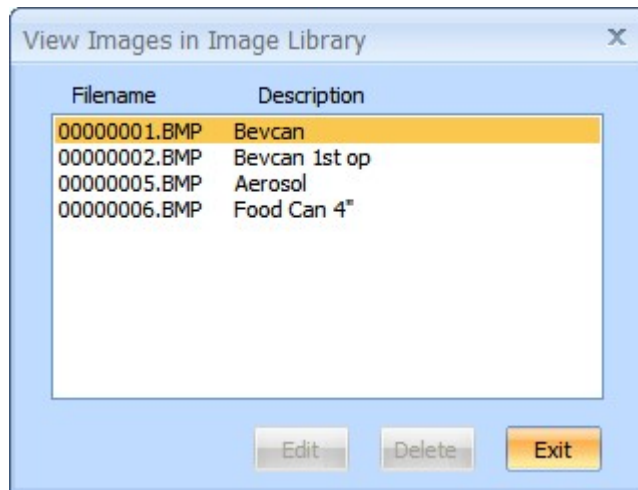 View Images in Image Library X
Filename Description
00000001.BMP Bevcan
00000002.BMP Bevcan 1st op
00000005.BMP Aerosol
00000006.BMP Food Can 4"
Edit Delete Exit